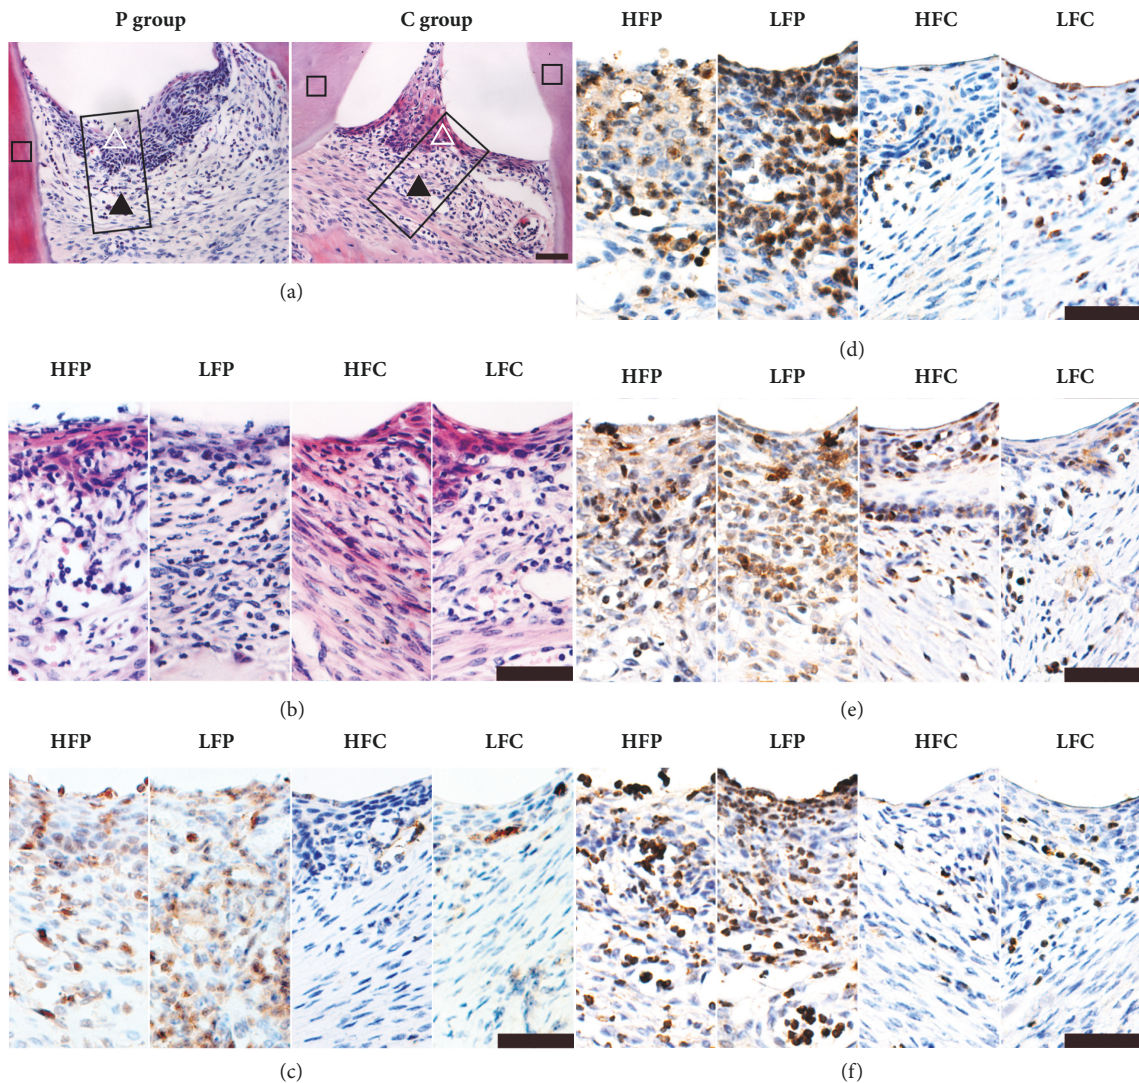 P group
C group
(a)
HFP
LFP
HFC
LFC
(d)
HFP
LFP
HFC
LFC
(b)
HFP
LFP
HFC
LFC
(e)
HFP
LFP
HFC
LFC
(c)
HFP
LFP
HFC
LFC
(f)